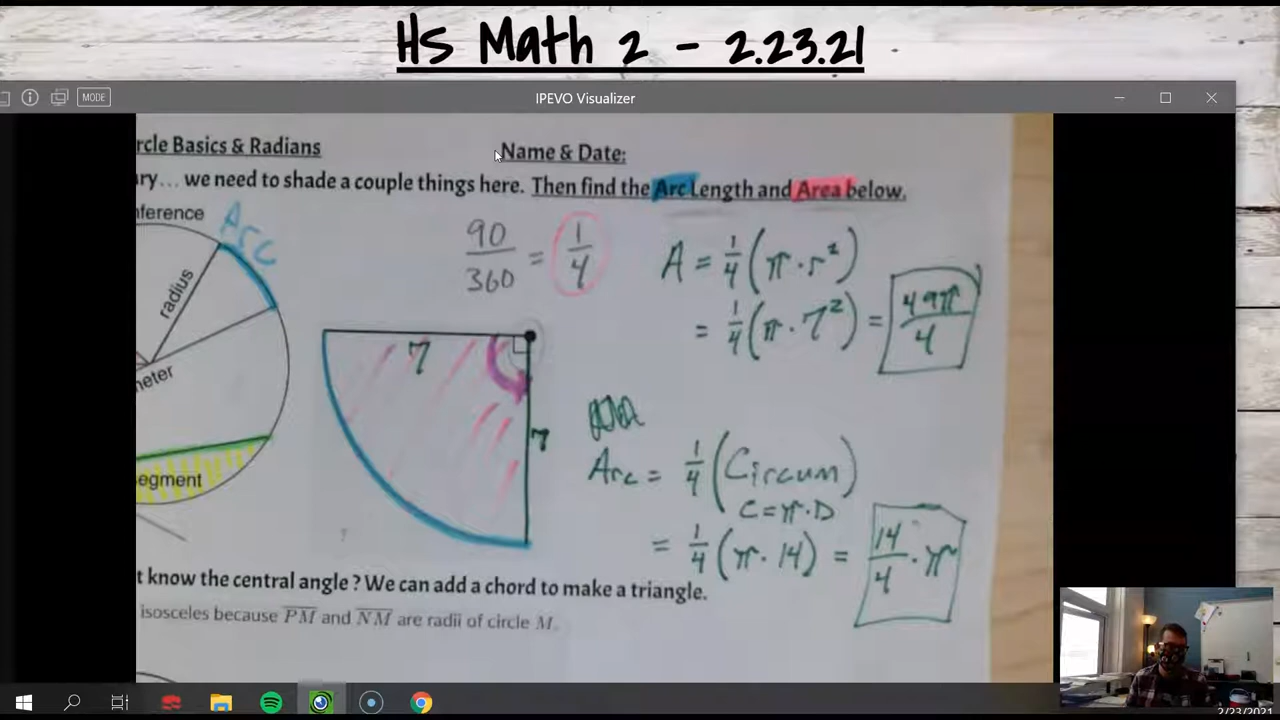 HS Math 2 - 2.23.21
MODE
IPEVO Visualizer
rcle Basics & Radians
Name & Date:
ary... we need to shade a couple things here. Then find the Arc Length and Area below.
ference
Arc
radius
meter
egment
90/360 = 1/4
7
7
A = 1/4 (π·r²)
= 1/4 (π·7²) = 49π/4
Arc = 1/4 (Circum)
C = π·D
= 1/4 (π·14) = 14/4 · π
t know the central angle? We can add a chord to make a triangle.
isosceles because PM and NM are radii of circle M.
2/23/2021